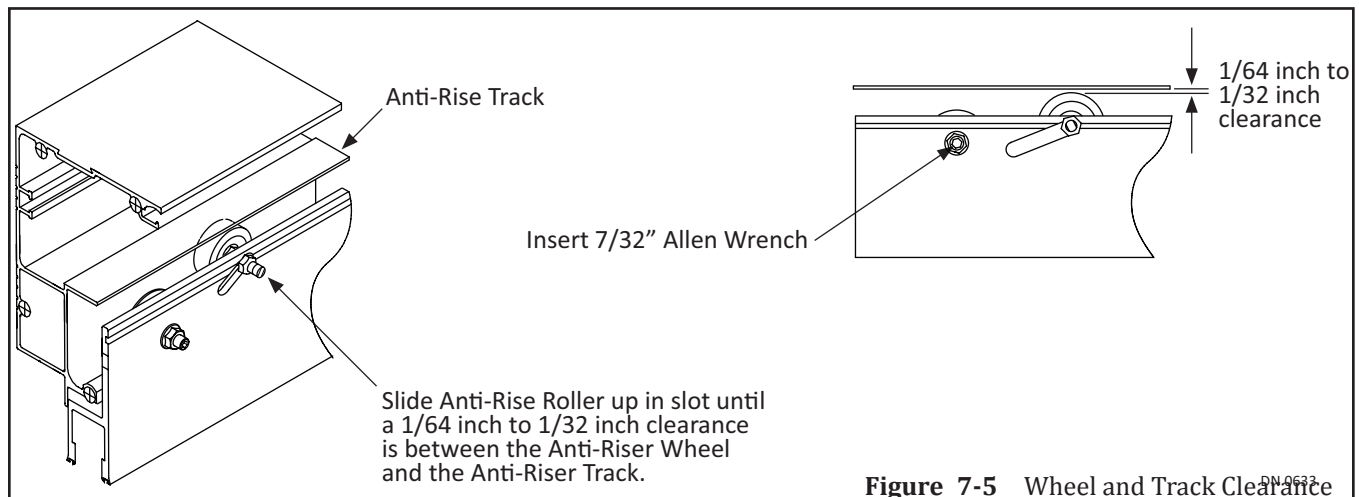 Anti-Rise Track
1/64 inch to
1/32 inch
clearance
Insert 7/32” Allen Wrench
Slide Anti-Rise Roller up in slot until
a 1/64 inch to 1/32 inch clearance
is between the Anti-Riser Wheel
and the Anti-Riser Track.
Figure 7-5 Wheel and Track Clearance
DN 0633